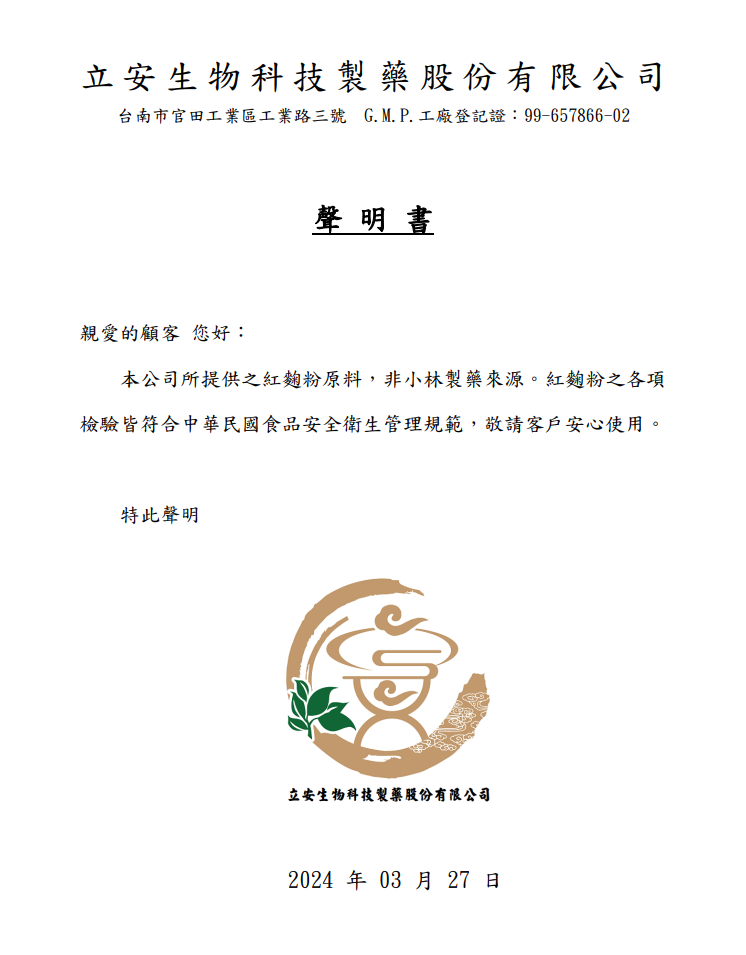 立安生物科技製藥股份有限公司
台南市官田工業區工業路三號 G.M.P.工廠登記證：99-657866-02
聲 明 書
親愛的顧客 您好：
本公司所提供之紅麴粉原料，非小林製藥來源。紅麴粉之各項
檢驗皆符合中華民國食品安全衛生管理規範，敬請客戶安心使用。
特此聲明
立安生物科技製藥股份有限公司
2024 年 03 月 27 日